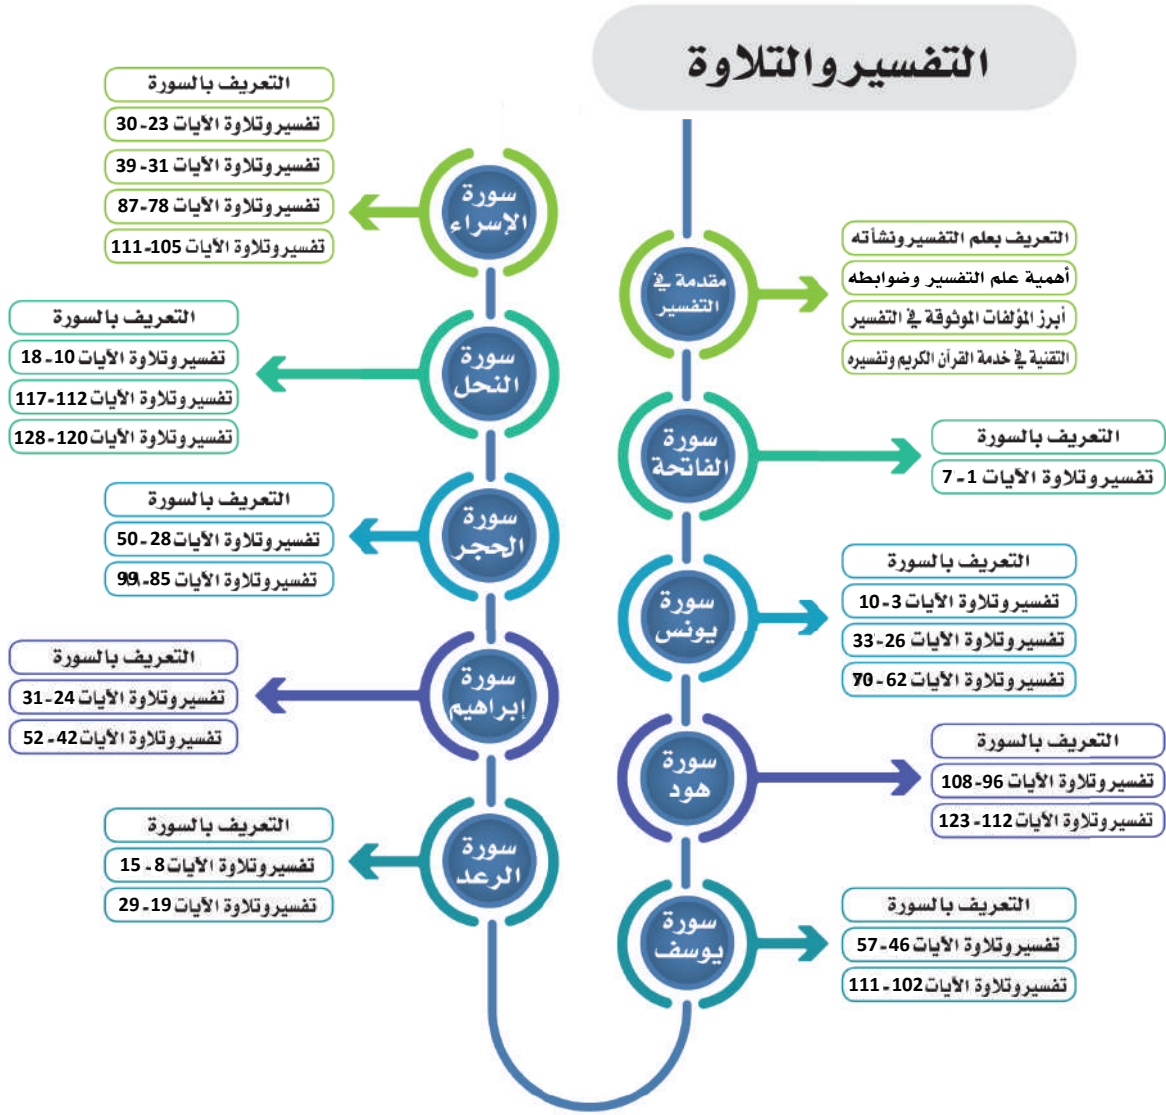 التفسير والتلاوة
مقدمة في
التفسير
التعريف بعلم التفسير ونشأته
أهمية علم التفسير وضوابطه
أبرز المؤلفات الموثوقة في التفسير
التقنية في خدمة القرآن الكريم وتفسيره
سورة
الفاتحة
التعريف بالسورة
تفسير وتلاوة الآيات 1-7
سورة
يونس
التعريف بالسورة
تفسير وتلاوة الآيات 3-10
تفسير وتلاوة الآيات 26-33
تفسير وتلاوة الآيات 62-70
سورة
هود
التعريف بالسورة
تفسير وتلاوة الآيات 96-108
تفسير وتلاوة الآيات 112-123
سورة
يوسف
التعريف بالسورة
تفسير وتلاوة الآيات 46-57
تفسير وتلاوة الآيات 102-111
سورة
الرعد
التعريف بالسورة
تفسير وتلاوة الآيات 8-15
تفسير وتلاوة الآيات 19-29
سورة
إبراهيم
التعريف بالسورة
تفسير وتلاوة الآيات 24-31
تفسير وتلاوة الآيات 42-52
سورة
الحجر
التعريف بالسورة
تفسير وتلاوة الآيات 28-50
تفسير وتلاوة الآيات 85-99
سورة
النحل
التعريف بالسورة
تفسير وتلاوة الآيات 10-18
تفسير وتلاوة الآيات 112-117
تفسير وتلاوة الآيات 120-128
سورة
الإسراء
التعريف بالسورة
تفسير وتلاوة الآيات 23-30
تفسير وتلاوة الآيات 31-39
تفسير وتلاوة الآيات 78-87
تفسير وتلاوة الآيات 105-111